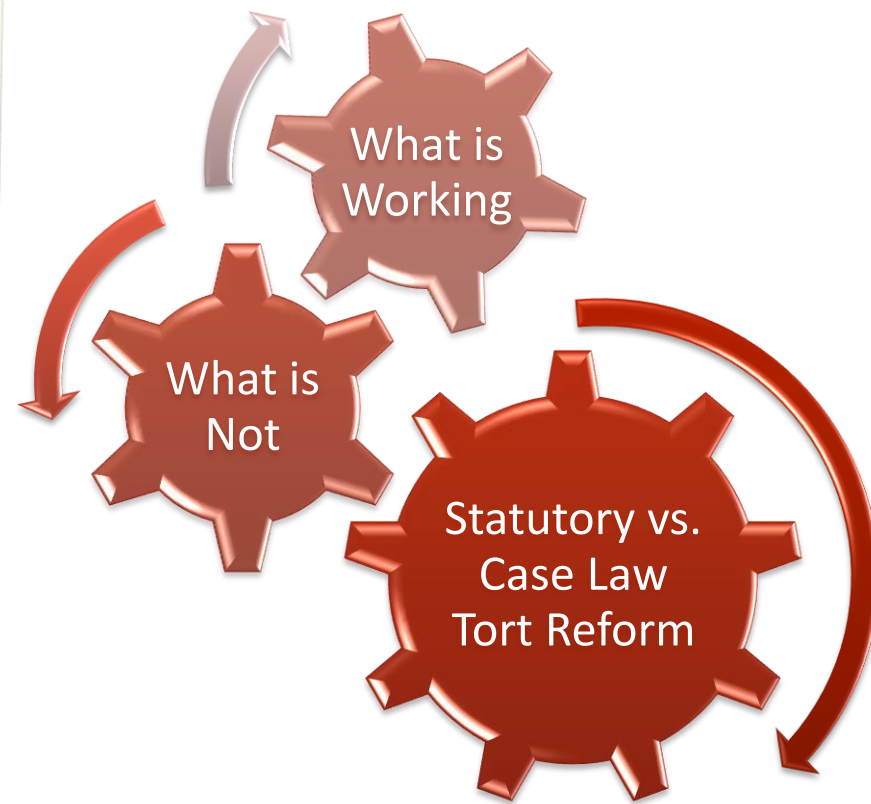 What is
Working
What is
Not
Statutory vs.
Case Law
Tort Reform